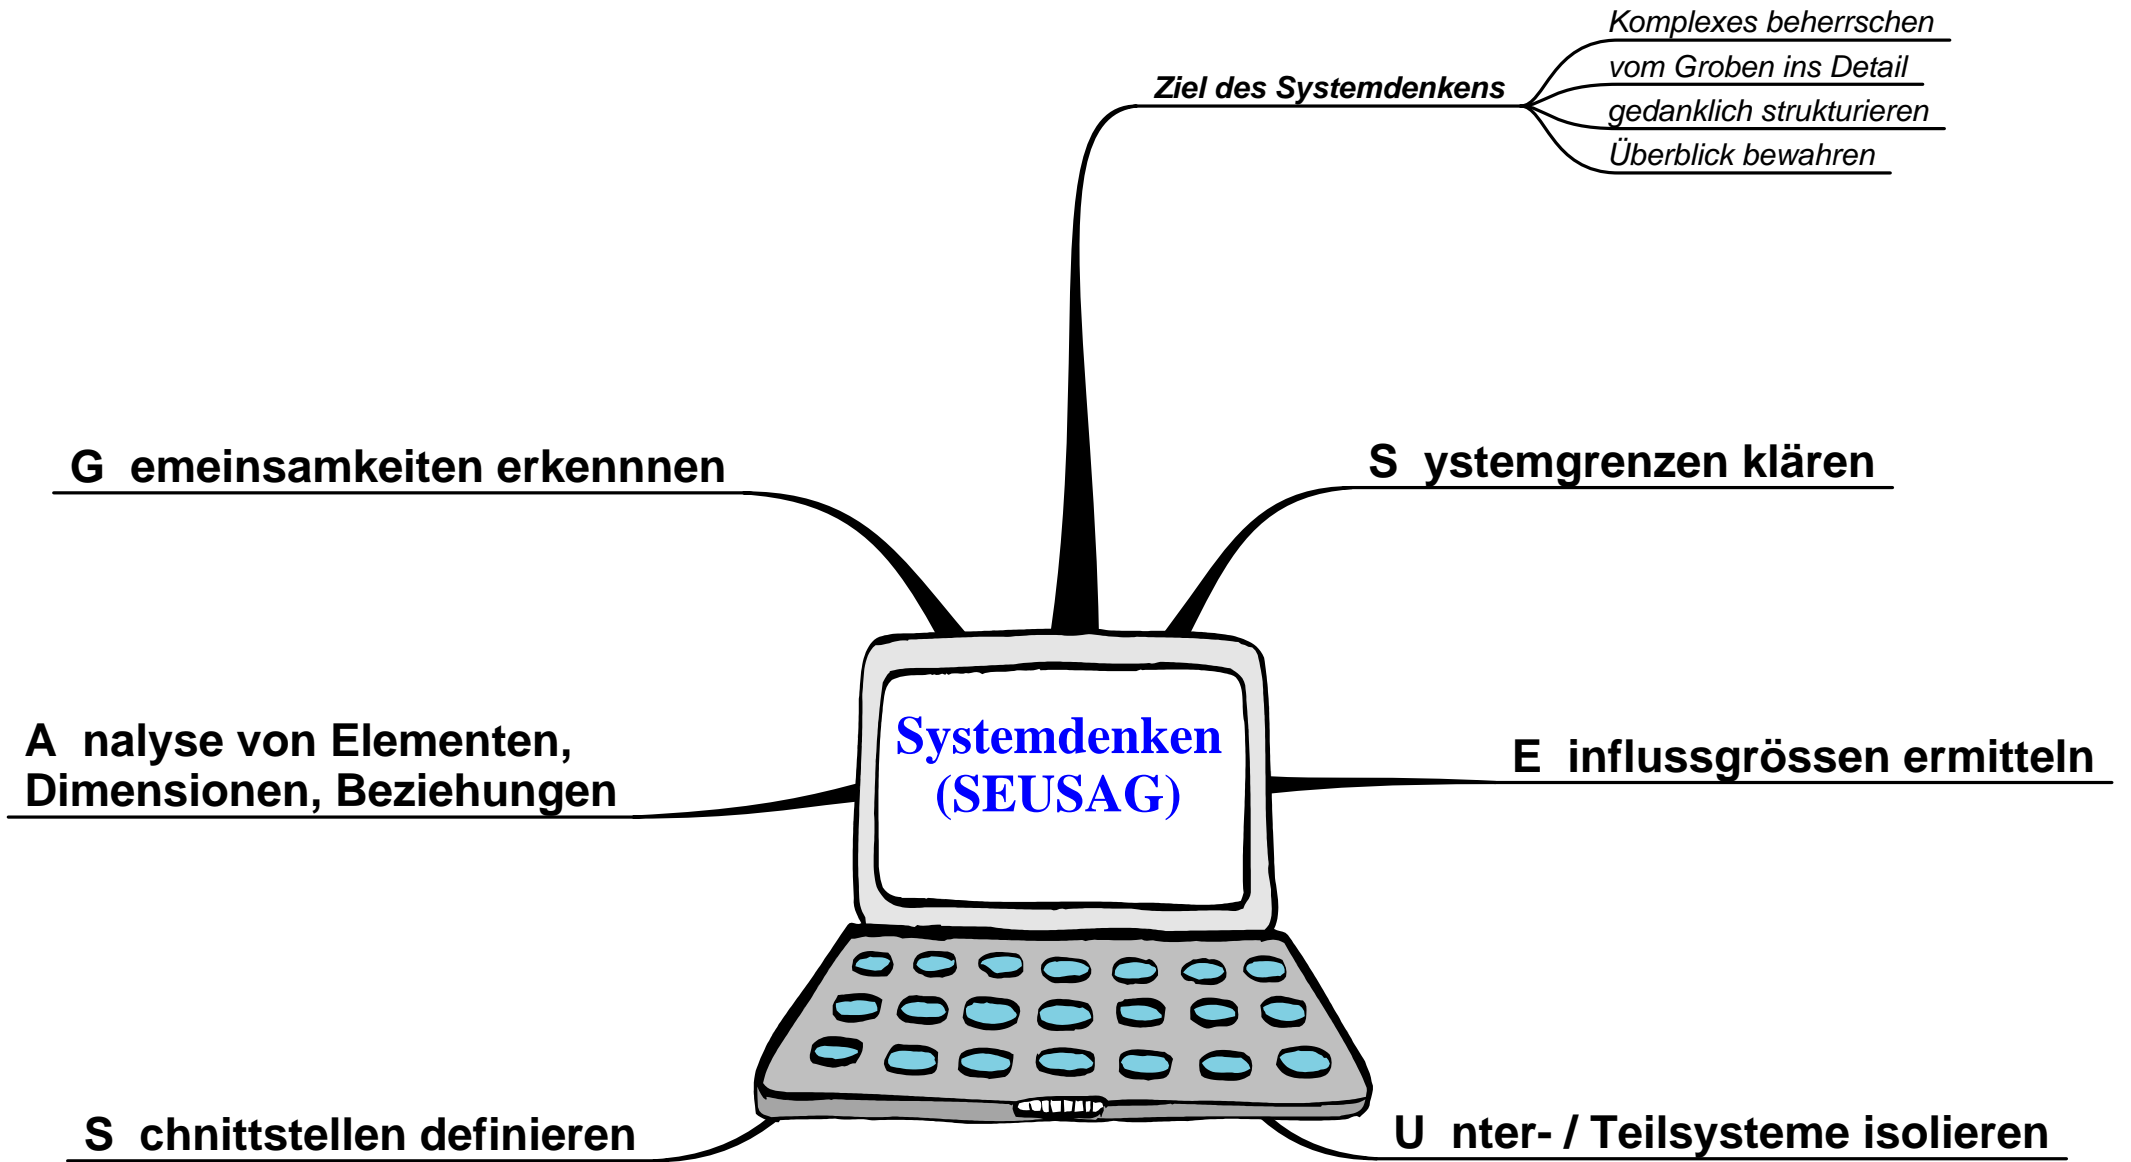 Komplexes beherrschen
vom Groben ins Detail
Ziel des Systemdenkens
gedanklich strukturieren
Überblick bewahren
G emeinsamkeiten erkennnen
S ystemgrenzen klären
A nalyse von Elementen,
Dimensionen, Beziehungen
Systemdenken
(SEUSAG)
E influssgrössen ermitteln
S chnittstellen definieren
U nter- / Teilsysteme isolieren